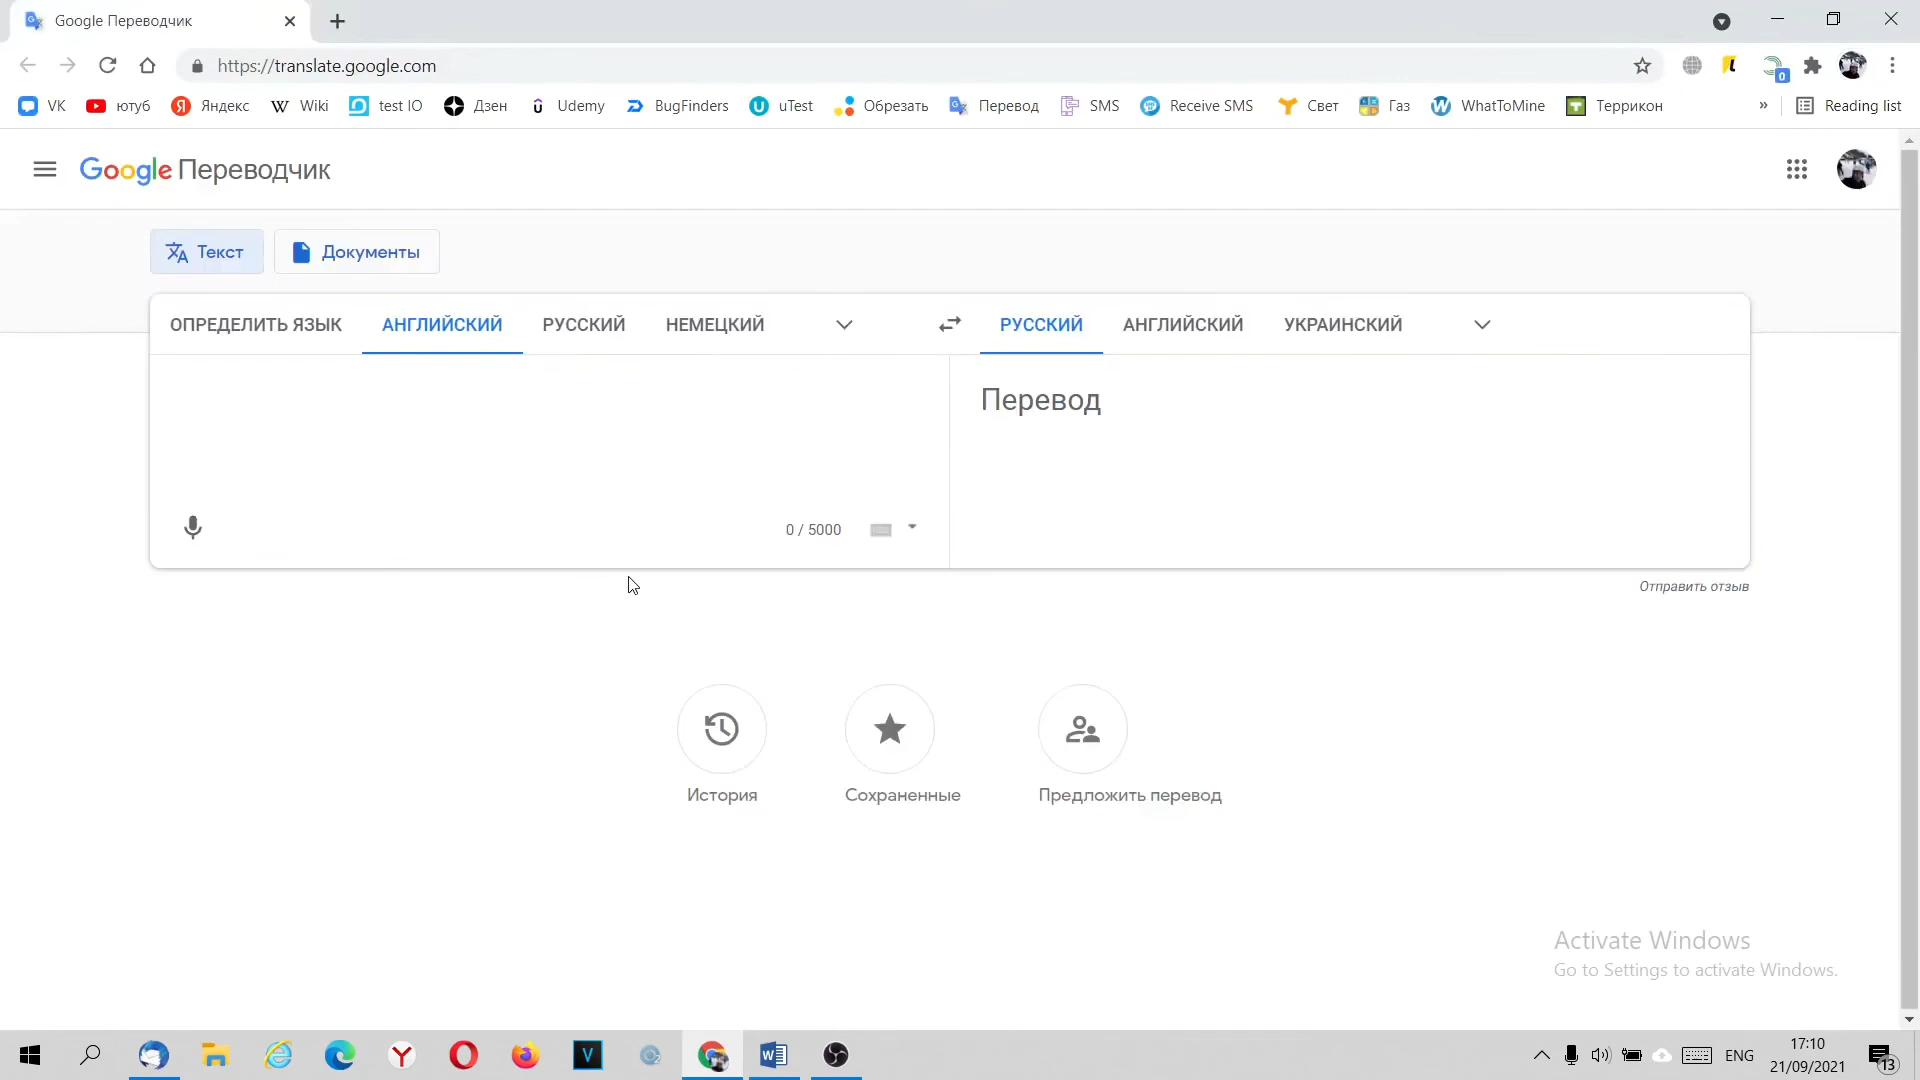 Google Переводчик
https://translate.google.com
VK ютуб Яндекс Wiki test IO Дзен Udemy BugFinders uTest Обрезать Перевод SMS Receive SMS Свет Газ WhatToMine Террикон » Reading list
Google Переводчик
Текст Документы
ОПРЕДЕЛИТЬ ЯЗЫК АНГЛИЙСКИЙ РУССКИЙ НЕМЕЦКИЙ РУССКИЙ АНГЛИЙСКИЙ УКРАИНСКИЙ
Перевод
0 / 5000
Отправить отзыв
История Сохраненные Предложить перевод
Activate Windows
Go to Settings to activate Windows.
ENG
17:10
21/09/2021
13